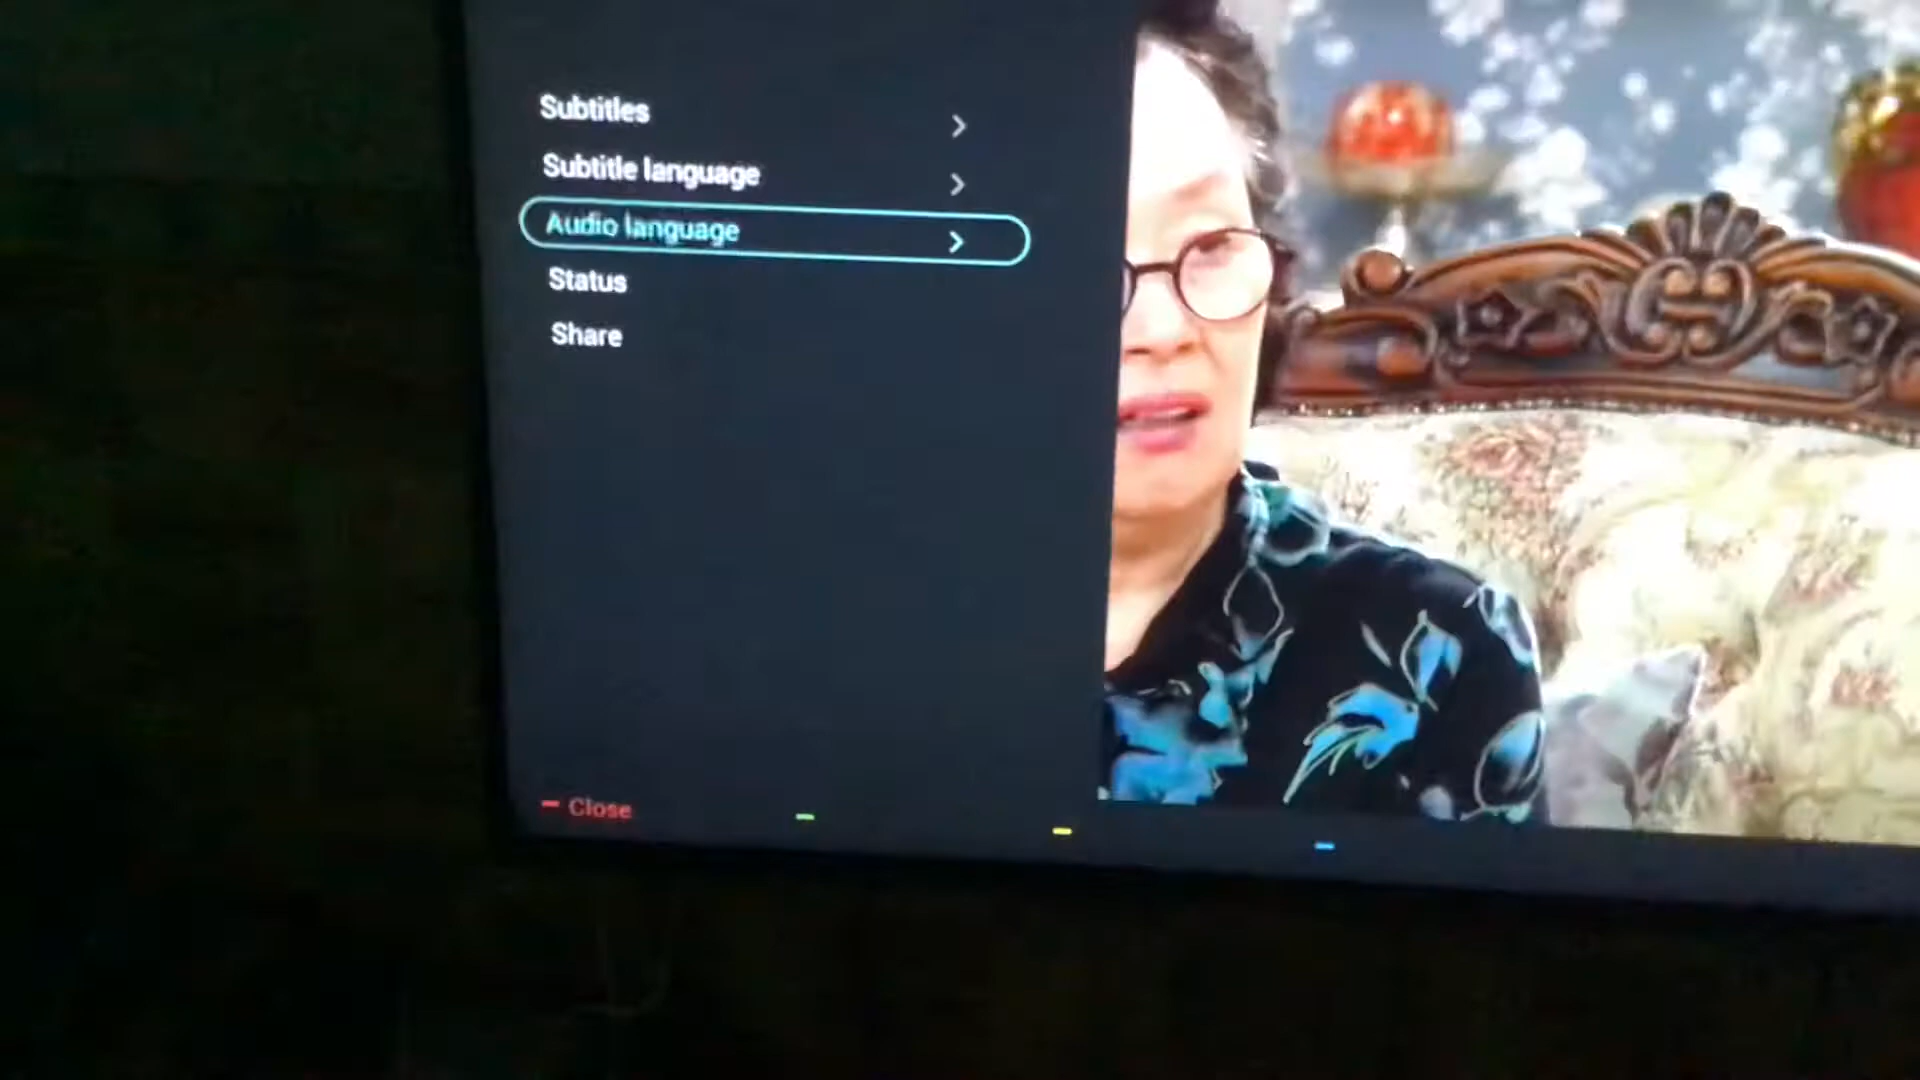 Subtitles
Subtitle language
Audio language
Status
Share
Close